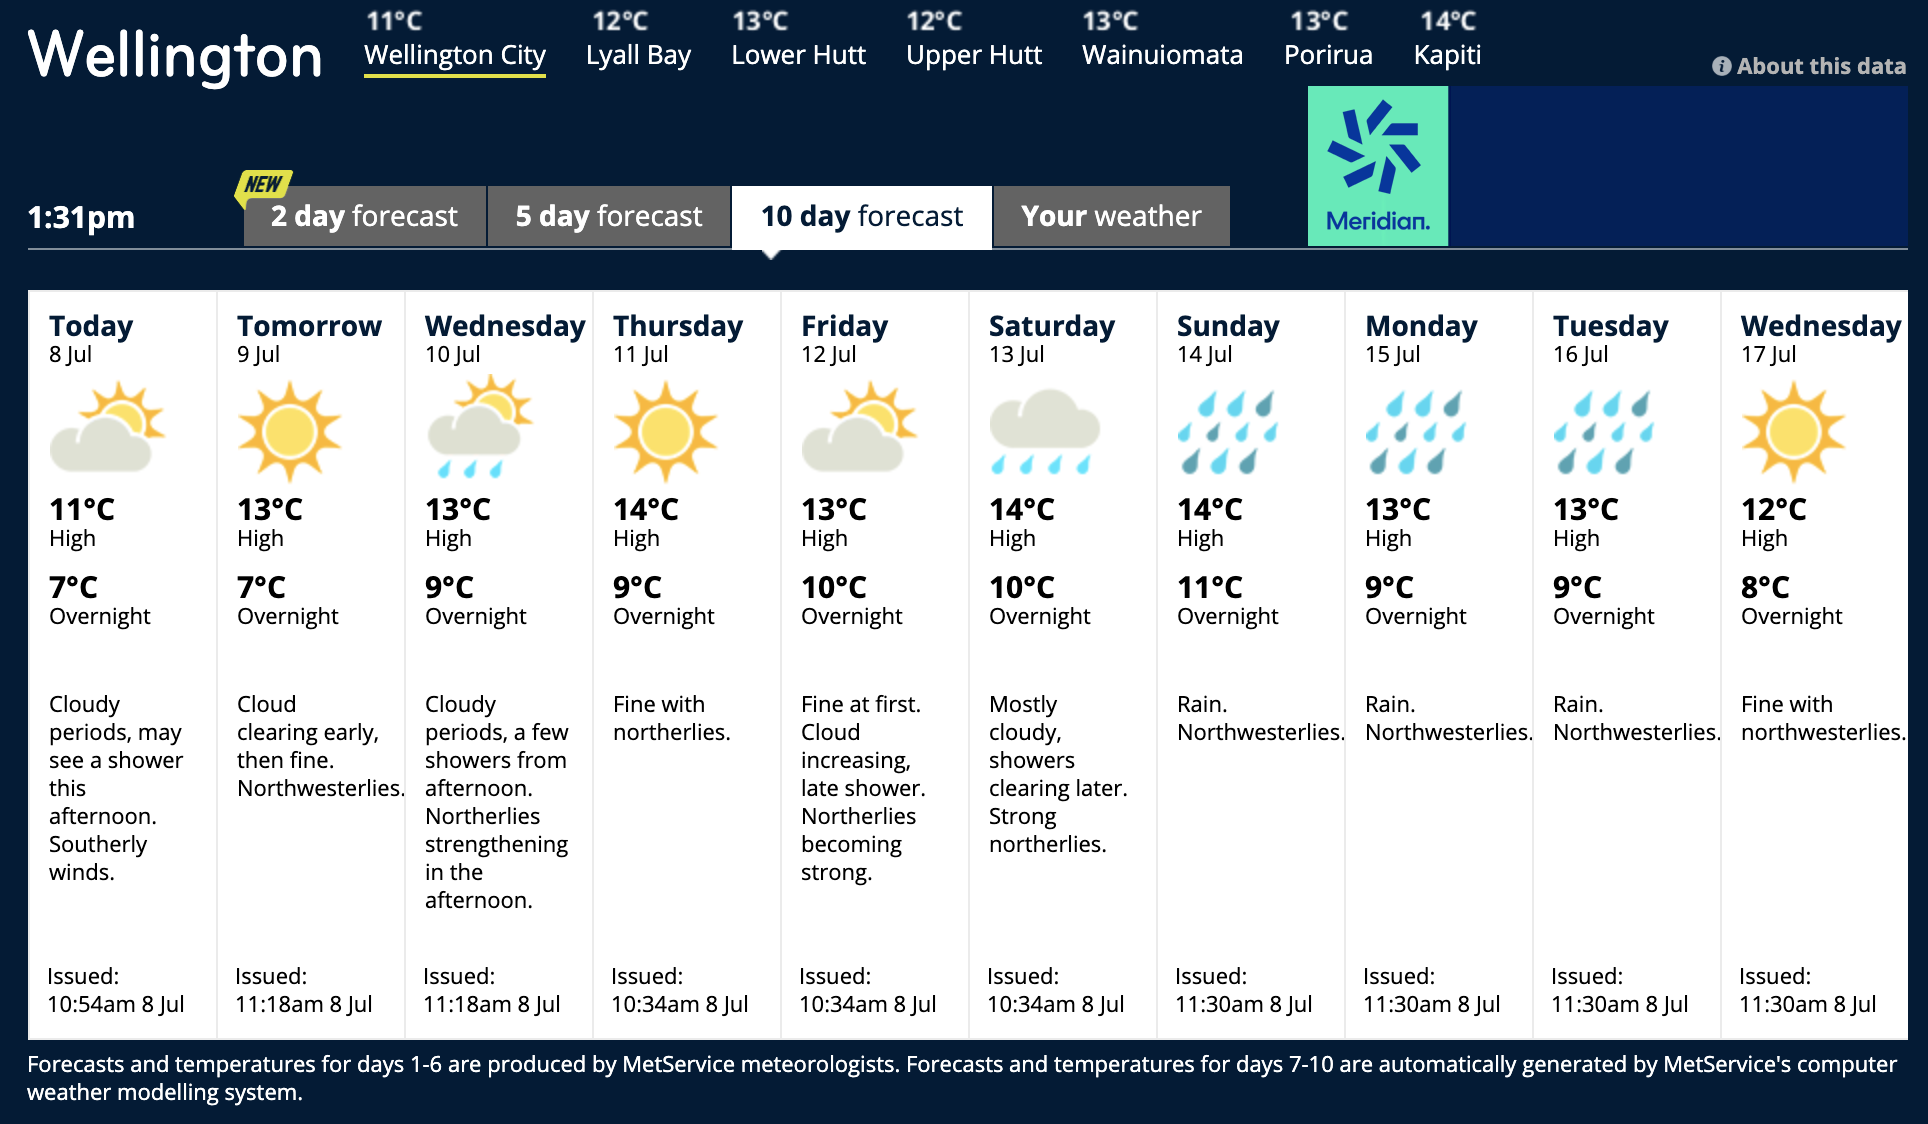 Wellington
11°C
Wellington City
12°C
Lyall Bay
13°C
Lower Hutt
12°C
Upper Hutt
13°C
Wainuiomata
13°C
Porirua
14°C
Kapiti
About this data
Meridian.
1:31pm
NEW
2 day forecast
5 day forecast
10 day forecast
Your weather
Today
8 Jul
11°C
High
7°C
Overnight
Cloudy
periods, may
see a shower
this
afternoon.
Southerly
winds.
Issued:
10:54am 8 Jul
Tomorrow
9 Jul
13°C
High
7°C
Overnight
Cloud
clearing early,
then fine.
Northwesterlies.
Issued:
11:18am 8 Jul
Wednesday
10 Jul
13°C
High
9°C
Overnight
Cloudy
periods, a few
showers from
afternoon.
Northerlies
strengthening
in the
afternoon.
Issued:
11:18am 8 Jul
Thursday
11 Jul
14°C
High
9°C
Overnight
Fine with
northerlies.
Issued:
10:34am 8 Jul
Friday
12 Jul
13°C
High
10°C
Overnight
Fine at first.
Cloud
increasing,
late shower.
Northerlies
becoming
strong.
Issued:
10:34am 8 Jul
Saturday
13 Jul
14°C
High
10°C
Overnight
Mostly
cloudy,
showers
clearing later.
Strong
northerlies.
Issued:
10:34am 8 Jul
Sunday
14 Jul
14°C
High
11°C
Overnight
Rain.
Northwesterlies.
Issued:
11:30am 8 Jul
Monday
15 Jul
13°C
High
9°C
Overnight
Rain.
Northwesterlies.
Issued:
11:30am 8 Jul
Tuesday
16 Jul
13°C
High
9°C
Overnight
Rain.
Northwesterlies.
Issued:
11:30am 8 Jul
Wednesday
17 Jul
12°C
High
8°C
Overnight
Fine with
northwesterlies.
Issued:
11:30am 8 Jul
Forecasts and temperatures for days 1-6 are produced by MetService meteorologists. Forecasts and temperatures for days 7-10 are automatically generated by MetService's computer
weather modelling system.